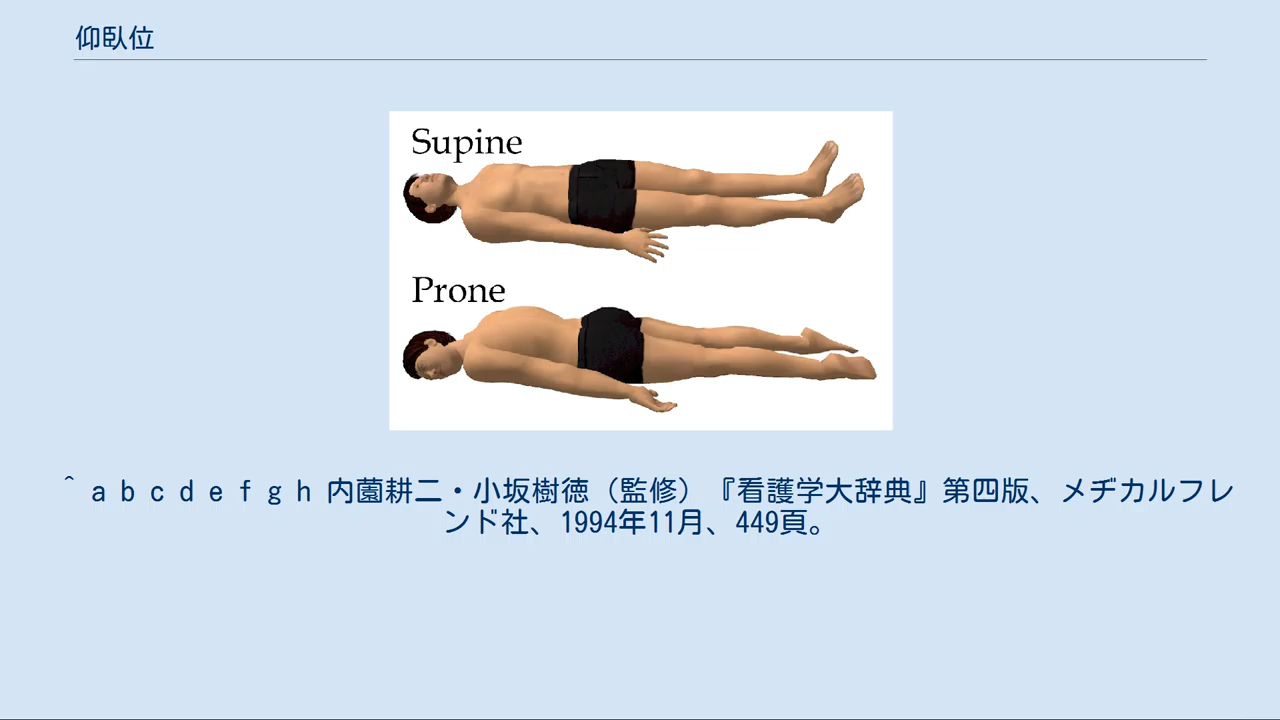 仰臥位
Supine
Prone
^ a b c d e f g h 内薗耕二・小坂樹徳（監修）『看護学大辞典』第四版、メヂカルフレ
ンド社、1994年11月、449頁。